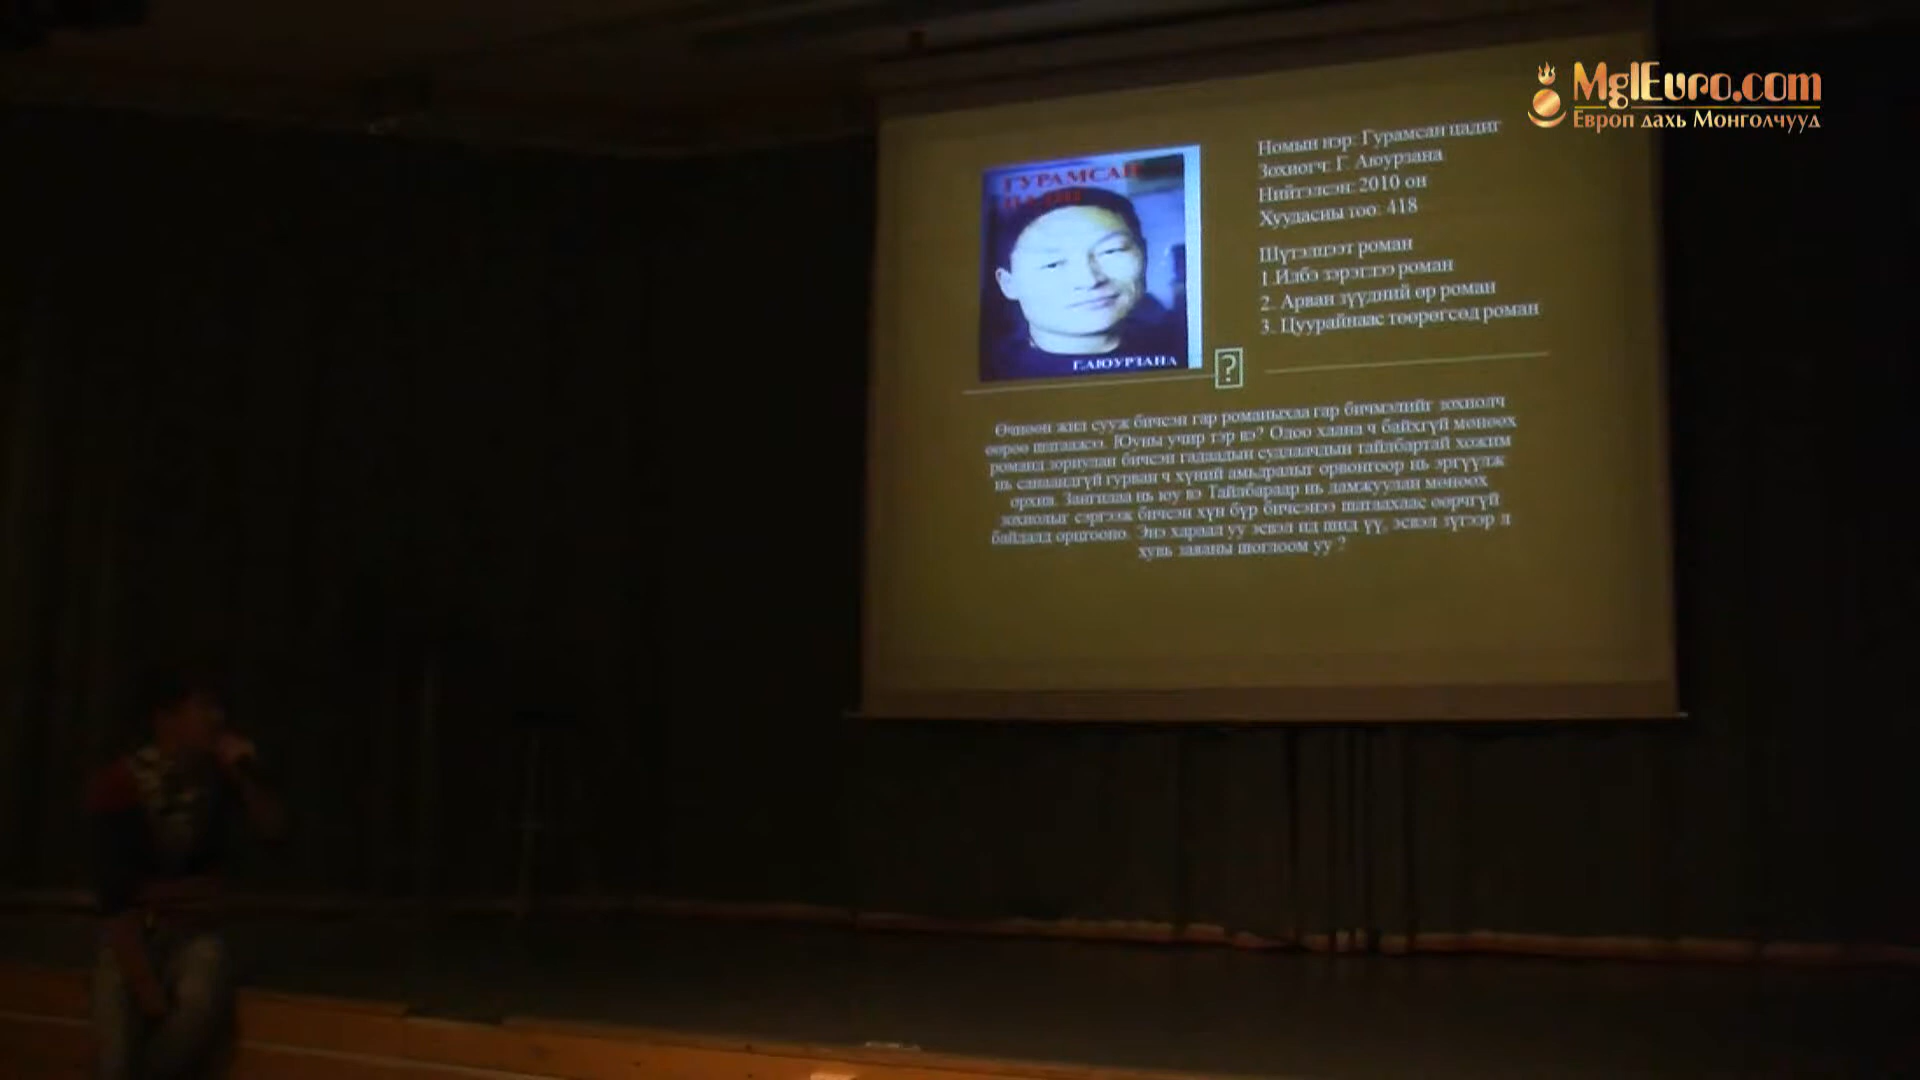 MglEuro.com
Европ дахь Монголчууд
Номын нэр: Гурамсан цадиг
Зохиогч: Г. Аюурзана
Нийтэлсэн: 2010 он
Хуудасны тоо: 418
Шүтэлцээт роман
1.Илбэ зэрэглээ роман
2. Арван зүүдний өр роман
3. Цуурайнаас төөрөгсөд роман
ГУРАМСАН
ЦАДИГ
Г.АЮУРЗАНА
?
Өчнөөн жил сууж бичсэн гар романыхаа гар бичмэлийг зохиолч
өөрөө шатаажээ. Юуны учир тэр вэ? Одоо хаана ч байхгүй мөнөөх
романд зориулан бичсэн гадаадын судлаачдын тайлбартай хожим
нь санаандгүй гурван ч хүний амьдралыг орвонгоор нь эргүүлж
орхив. Зангилаа нь юу вэ Тайлбараар нь дамжуулан мөнөөх
зохиолыг сэргээж бичсэн хүн бүр бичсэнээ шатаахаас өөрчгүй
байдалд орцгооно. Энэ хараал уу эсвэл ид шид үү, эсвэл зүгээр л
хувь заяаны шоглоом уу ?